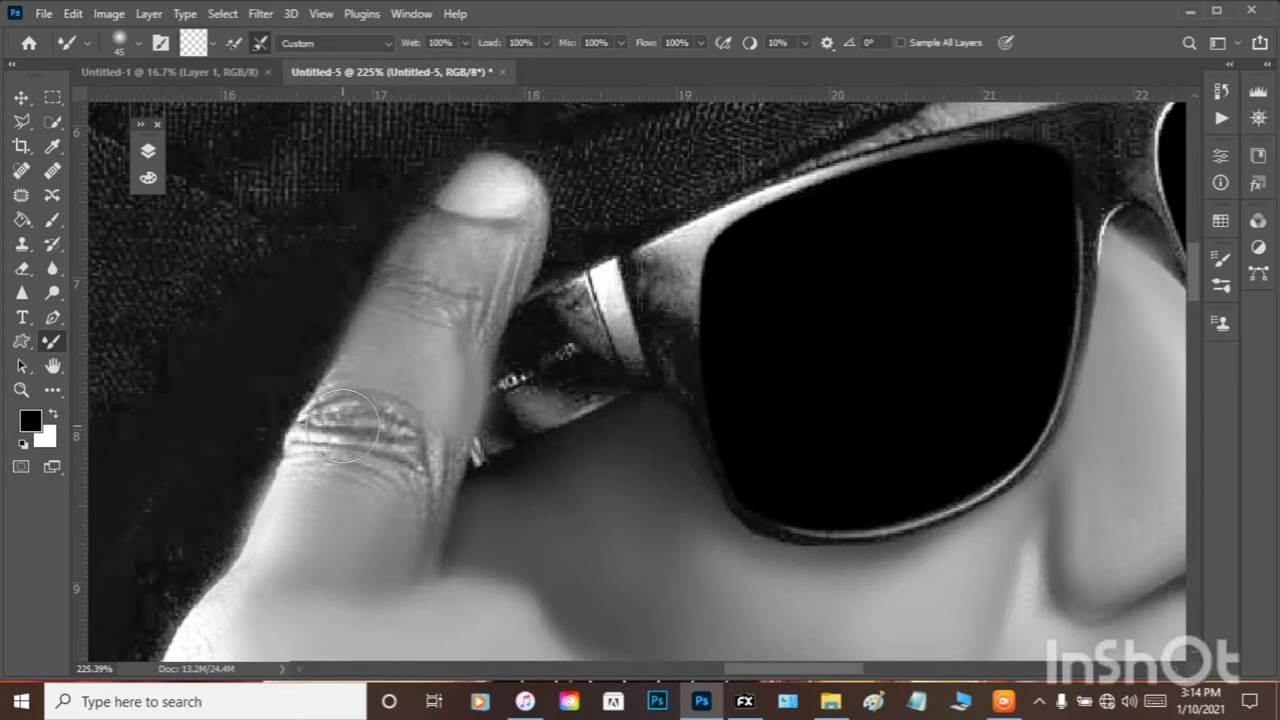 Ps File Edit Image Layer Type Select Filter 3D View Plugins Window Help
45 Custom Wet: 100% Load: 100% Mix: 100% Flow: 100% 10% 0° Sample All Layers
Untitled-1 @ 16.7% (Layer 1, RGB/8) × Untitled-5 @ 225% (Untitled-5, RGB/8*) * ×
16 17 18 19 20 21 22
6
7
8
9
225.39% Doc: 13.2M/24.4M
InShOt
Type here to search
Ps Ps FX
3:14 PM
1/10/2021